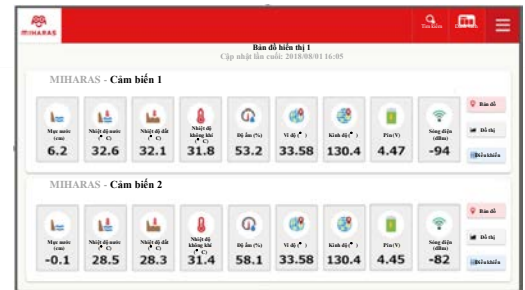 MIHARAS
Tìm kiếm
Bản đồ hiển thị 1
Cập nhật lần cuối: 2018/08/01 16:05
MIHARAS - Cảm biến 1
Mực nước (cm)
6.2
Nhiệt độ nước (° C)
32.6
Nhiệt độ đất (° C)
32.1
Nhiệt độ không khí (° C)
31.8
Độ ẩm (%)
53.2
Vĩ độ (° )
33.58
Kinh độ (° )
130.4
Pin (V)
4.47
Sóng điện (dBm)
-94
Bản đồ
Đồ thị
Điều khiển
MIHARAS - Cảm biến 2
Mực nước (cm)
-0.1
Nhiệt độ nước (° C)
28.5
Nhiệt độ đất (° C)
28.3
Nhiệt độ không khí (° C)
31.4
Độ ẩm (%)
58.1
Vĩ độ (° )
33.58
Kinh độ (° )
130.4
Pin (V)
4.45
Sóng điện (dBm)
-82
Bản đồ
Đồ thị
Điều khiển